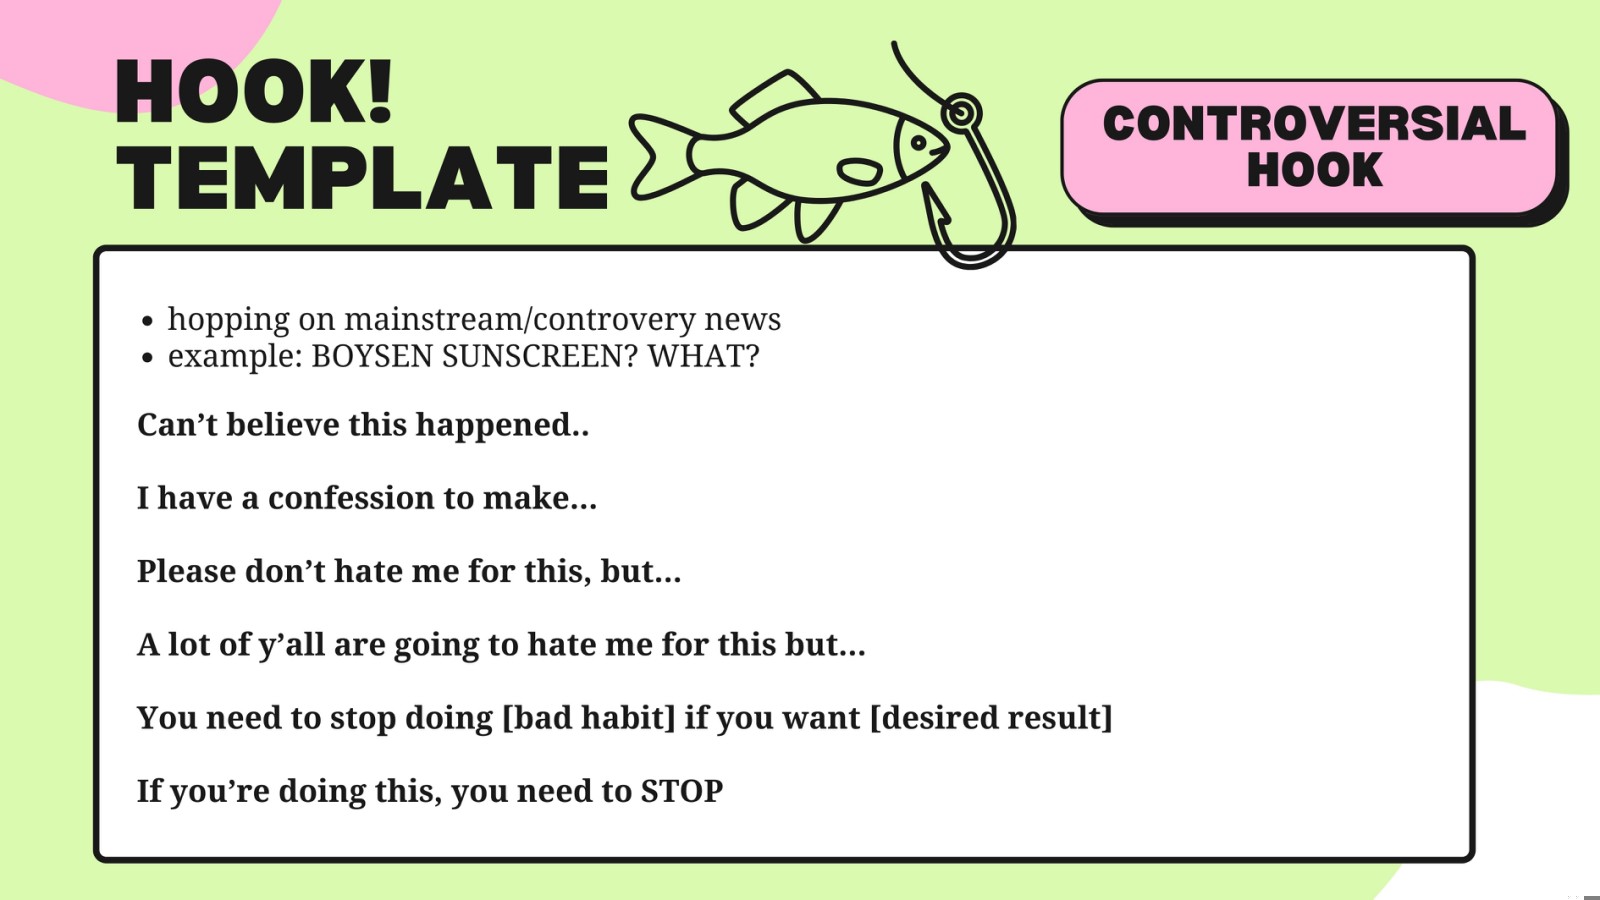 HOOK!
TEMPLATE
CONTROVERSIAL
HOOK
• hopping on mainstream/controvery news
• example: BOYSEN SUNSCREEN? WHAT?
Can’t believe this happened..
I have a confession to make...
Please don’t hate me for this, but...
A lot of y’all are going to hate me for this but...
You need to stop doing [bad habit] if you want [desired result]
If you’re doing this, you need to STOP